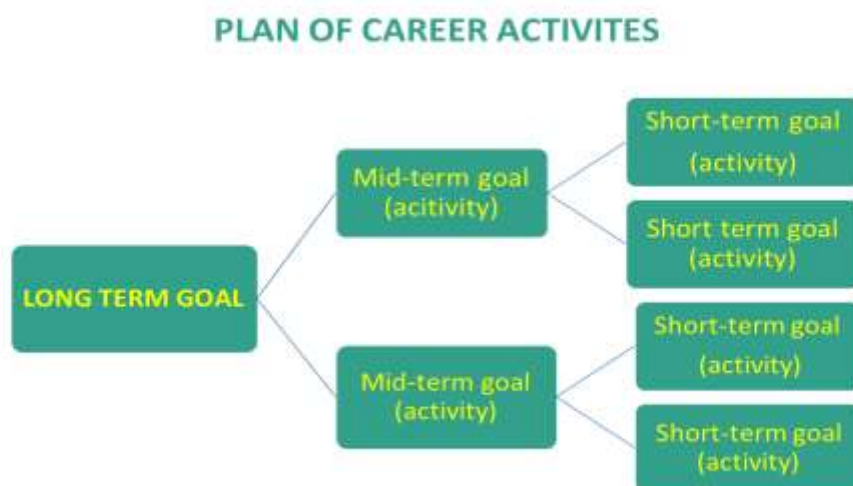 PLAN OF CAREER ACTIVITES
Short-term goal
(activity)
Mid-term goal
(acitivity)
Short term goal
(activity)
LONG TERM GOAL
Short-term goal
(activity)
Mid-term goal
(activity)
Short-term goal
(activity)